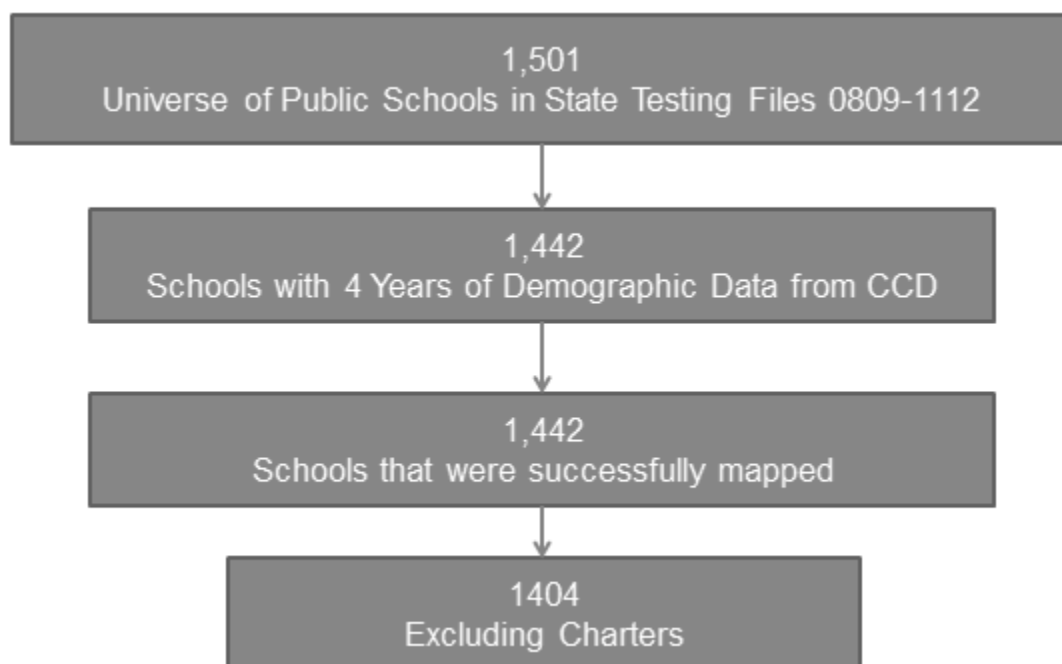 1,501
Universe of Public Schools in State Testing Files 0809-1112
1,442
Schools with 4 Years of Demographic Data from CCD
1,442
Schools that were successfully mapped
1404
Excluding Charters